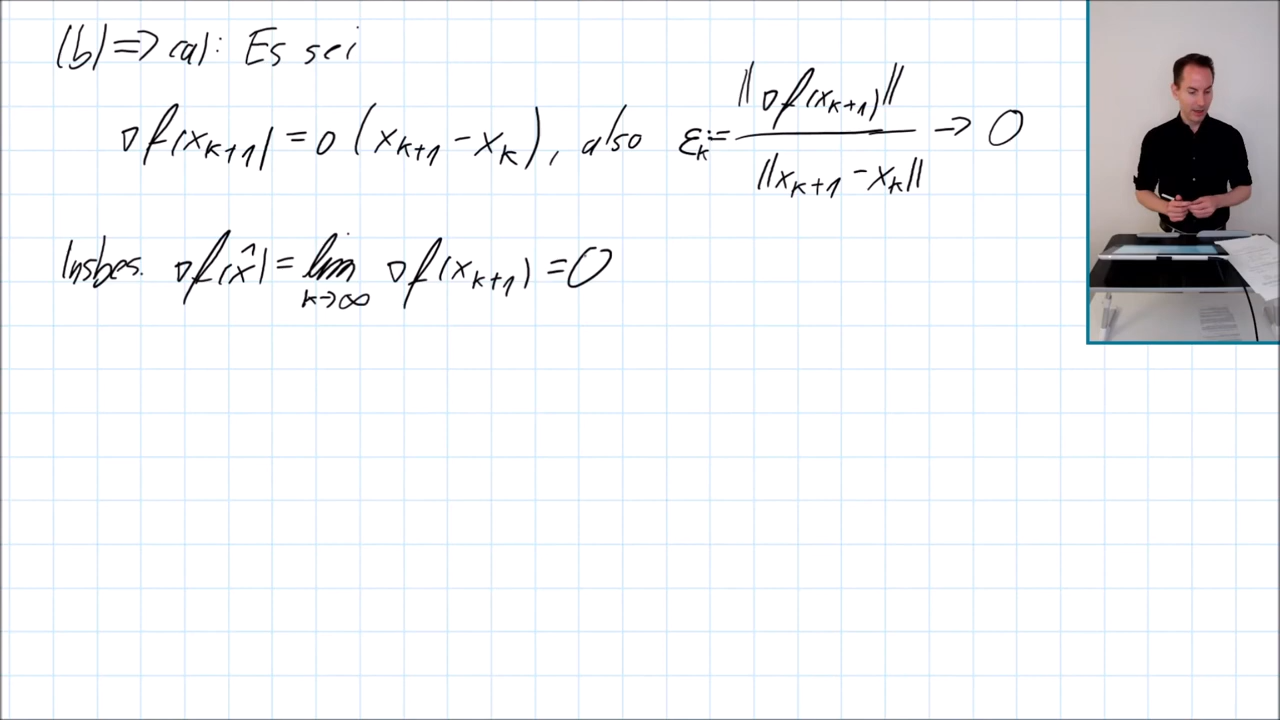 (b) => (a): Es sei
∇f(x_{k+1}) = o(x_{k+1} - x_k), also ε_k := ||∇f(x_{k+1})|| / ||x_{k+1} - x_k|| → 0
Insbes. ∇f(x̂) = lim_{k→∞} ∇f(x_{k+1}) = 0